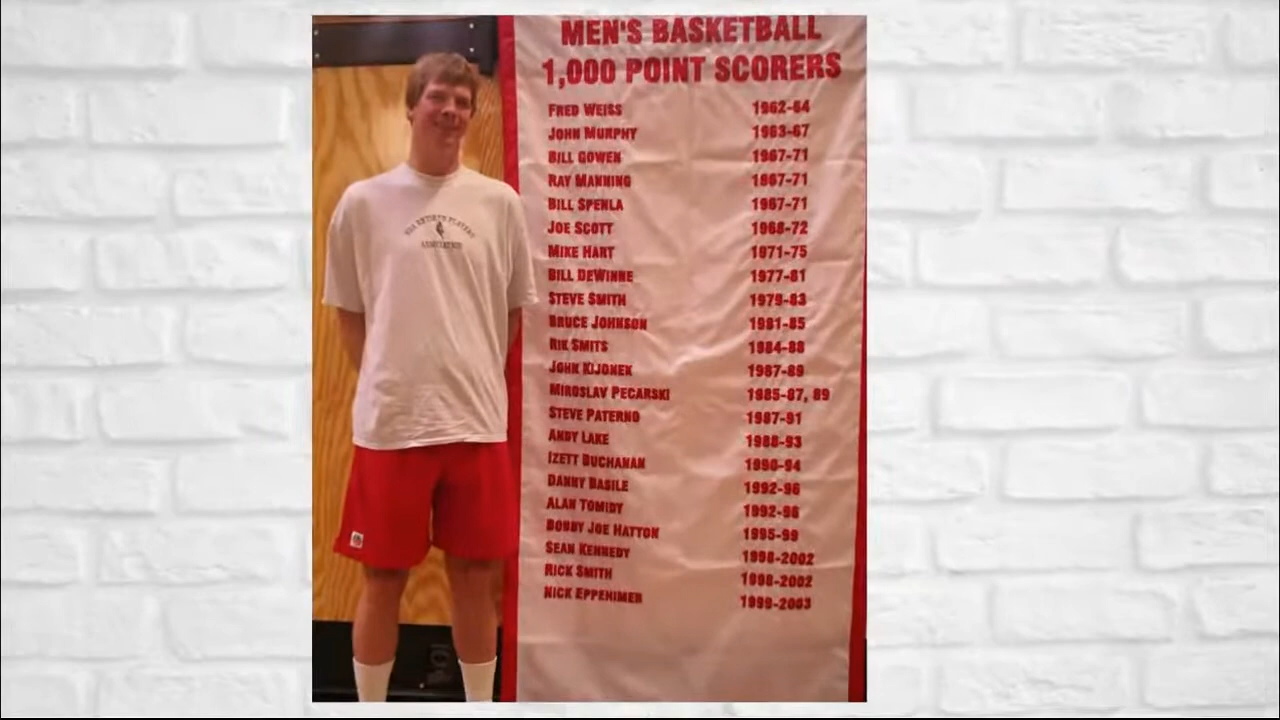 MEN'S BASKETBALL
1,000 POINT SCORERS
FRED WEISS 1962-64
JOHN MURPHY 1963-67
BILL GOWEN 1967-71
RAY MANNING 1967-71
BILL SPENLA 1967-71
JOE SCOTT 1968-72
MIKE HART 1971-75
BILL DEWINNE 1977-81
STEVE SMITH 1979-83
BRUCE JOHNSON 1981-85
RIK SMITS 1984-88
JOHN KIJONEK 1987-89
MIROSLAV PECARSKI 1985-87, 89
STEVE PATERNO 1987-91
ANDY LAKE 1988-93
IZETT BUCHANAN 1990-94
DANNY BASILE 1992-96
ALAN TOMIDY 1992-96
BOBBY JOE HATTON 1995-99
SEAN KENNEDY 1998-2002
RICK SMITH 1998-2002
NICK EPPEHIMER 1999-2003
NBA RETIRED PLAYERS
ASSOCIATION